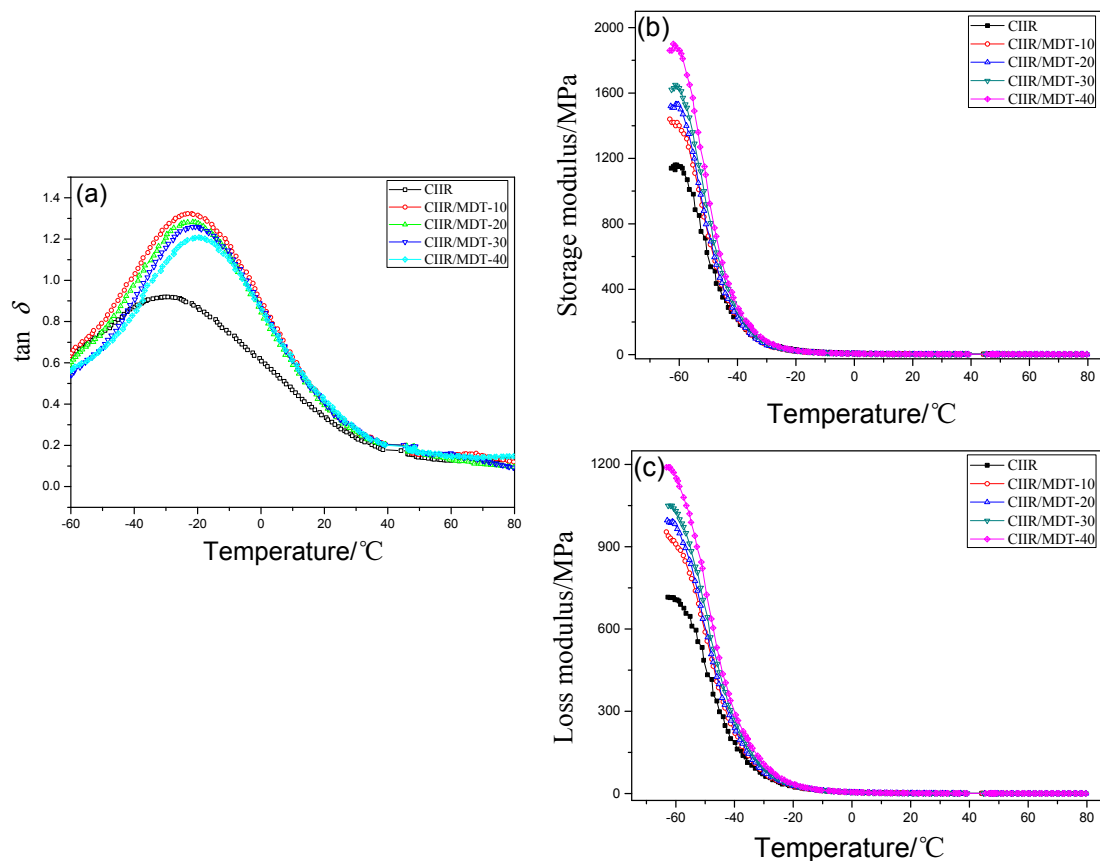 (a)
CIIR
CIIR/MDT-10
CIIR/MDT-20
CIIR/MDT-30
CIIR/MDT-40
tan δ
1.4
1.2
1.0
0.8
0.6
0.4
0.2
0.0
-60 -40 -20 0 20 40 60 80
Temperature/℃
(b)
CIIR
CIIR/MDT-10
CIIR/MDT-20
CIIR/MDT-30
CIIR/MDT-40
Storage modulus/MPa
2000
1600
1200
800
400
0
-60 -40 -20 0 20 40 60 80
Temperature/℃
(c)
CIIR
CIIR/MDT-10
CIIR/MDT-20
CIIR/MDT-30
CIIR/MDT-40
Loss modulus/MPa
1200
900
600
300
0
-60 -40 -20 0 20 40 60 80
Temperature/℃